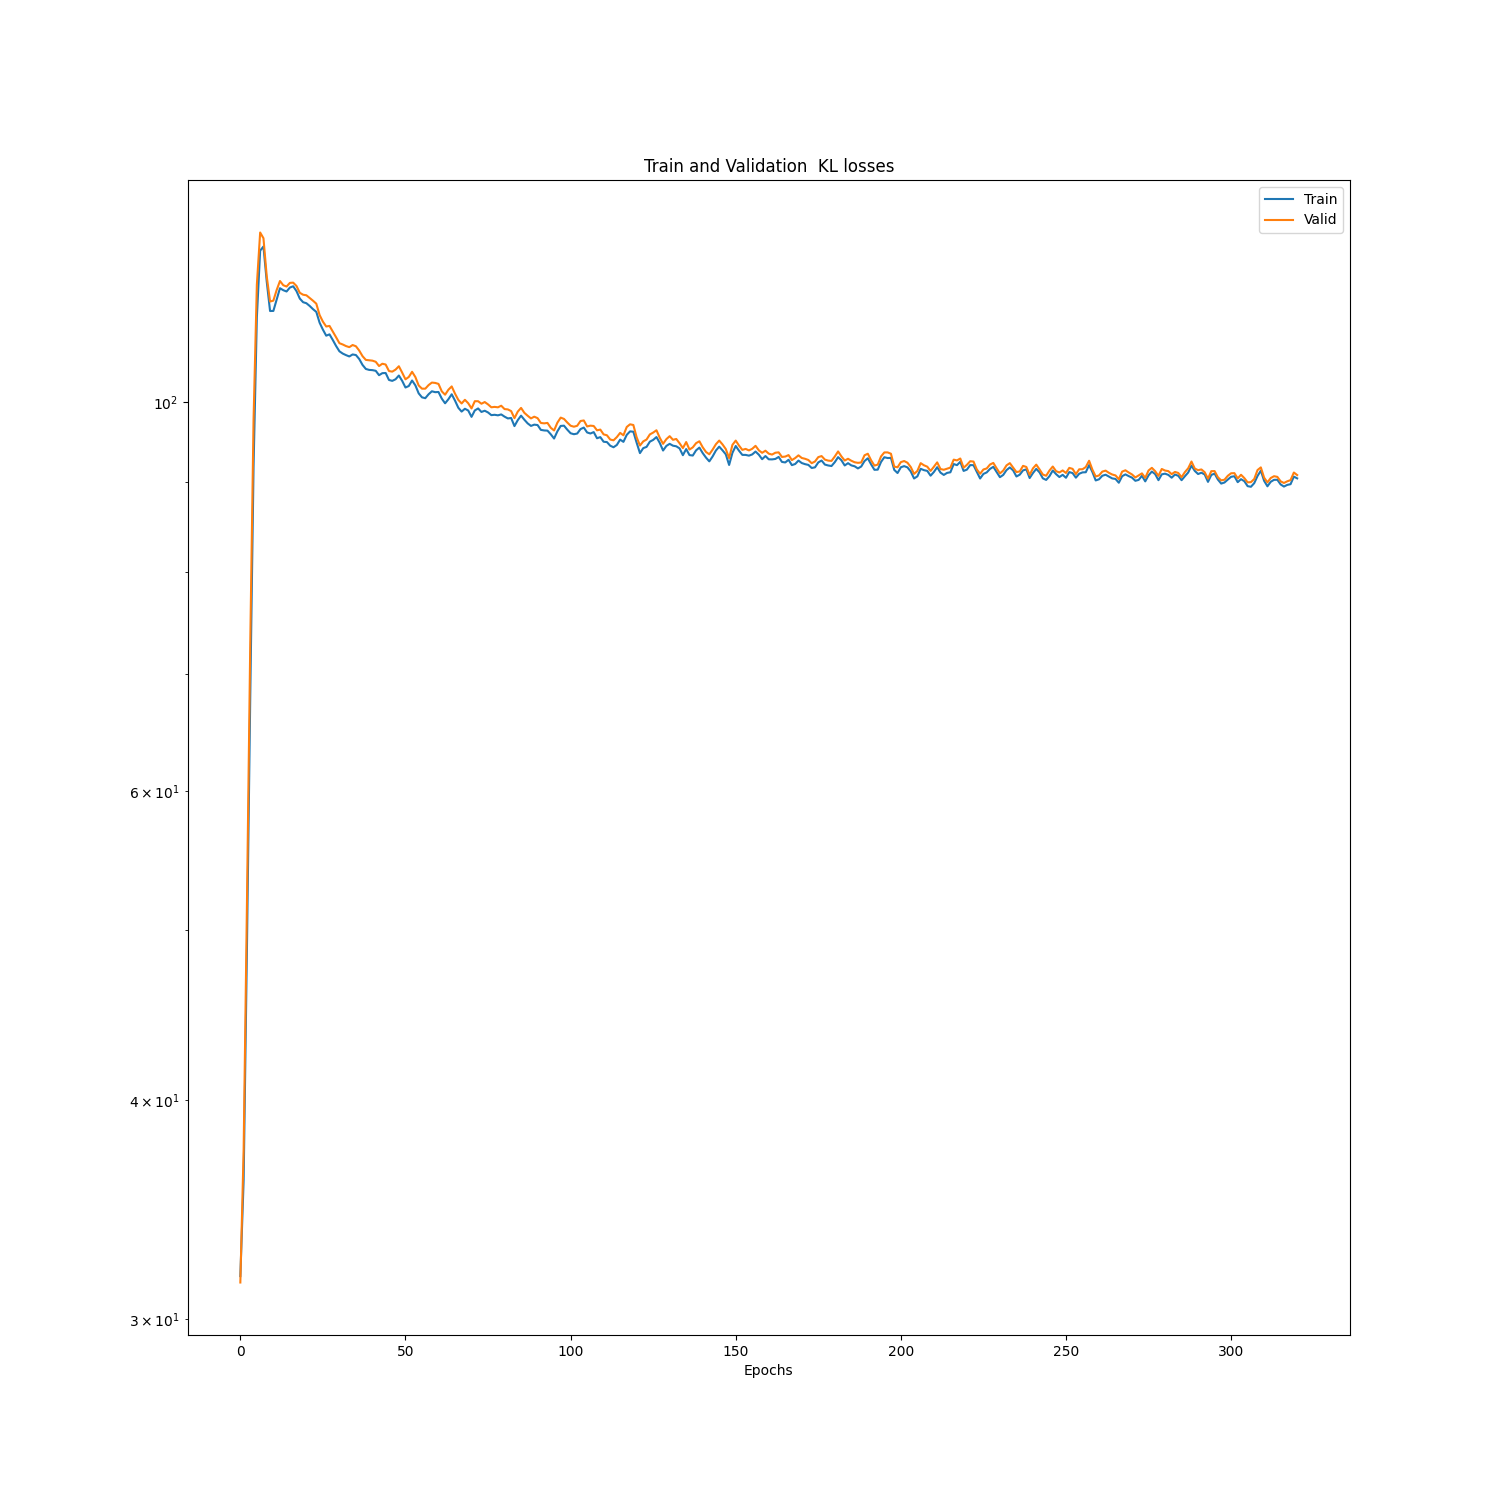 Train and Validation  KL losses
Train
Valid
10²
6 × 10¹
4 × 10¹
3 × 10¹
0 50 100 150 200 250 300
Epochs